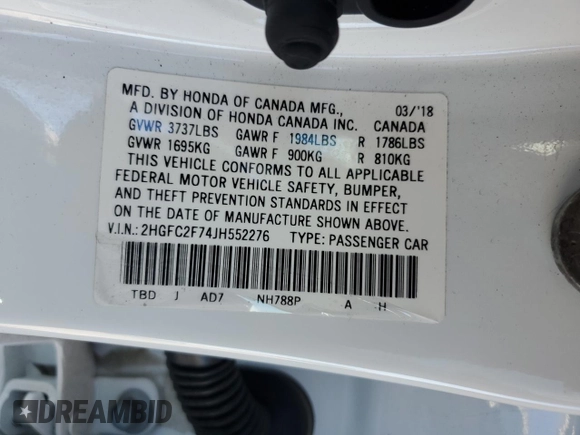 MFD. BY HONDA OF CANADA MFG., 03/'18
A DIVISION OF HONDA CANADA INC. CANADA
GVWR 3737LBS GAWR F 1984LBS R 1786LBS
GVWR 1695KG GAWR F 900KG R 810KG
THIS VEHICLE CONFORMS TO ALL APPLICABLE
FEDERAL MOTOR VEHICLE SAFETY, BUMPER,
AND THEFT PREVENTION STANDARDS IN EFFECT
ON THE DATE OF MANUFACTURE SHOWN ABOVE.
V.I.N.: 2HGFC2F74JH552276 TYPE: PASSENGER CAR
TBD J AD7 NH788P A H
DREAMBID